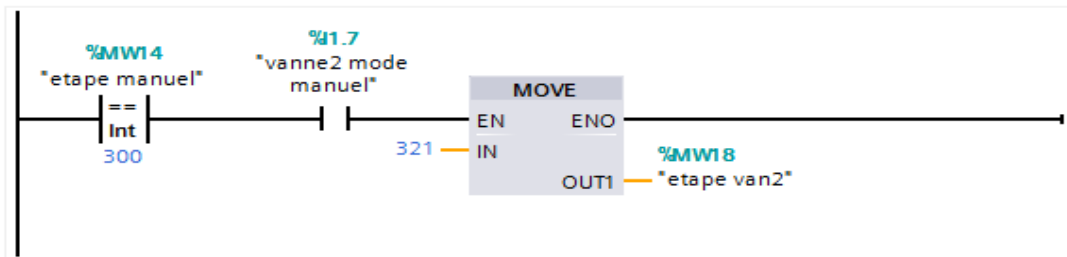 %MW14
"etape manuel"
==
Int
300
%I1.7
"vanne2 mode
manuel"
MOVE
EN ENO
321 IN
OUT1
%MW18
"etape van2"